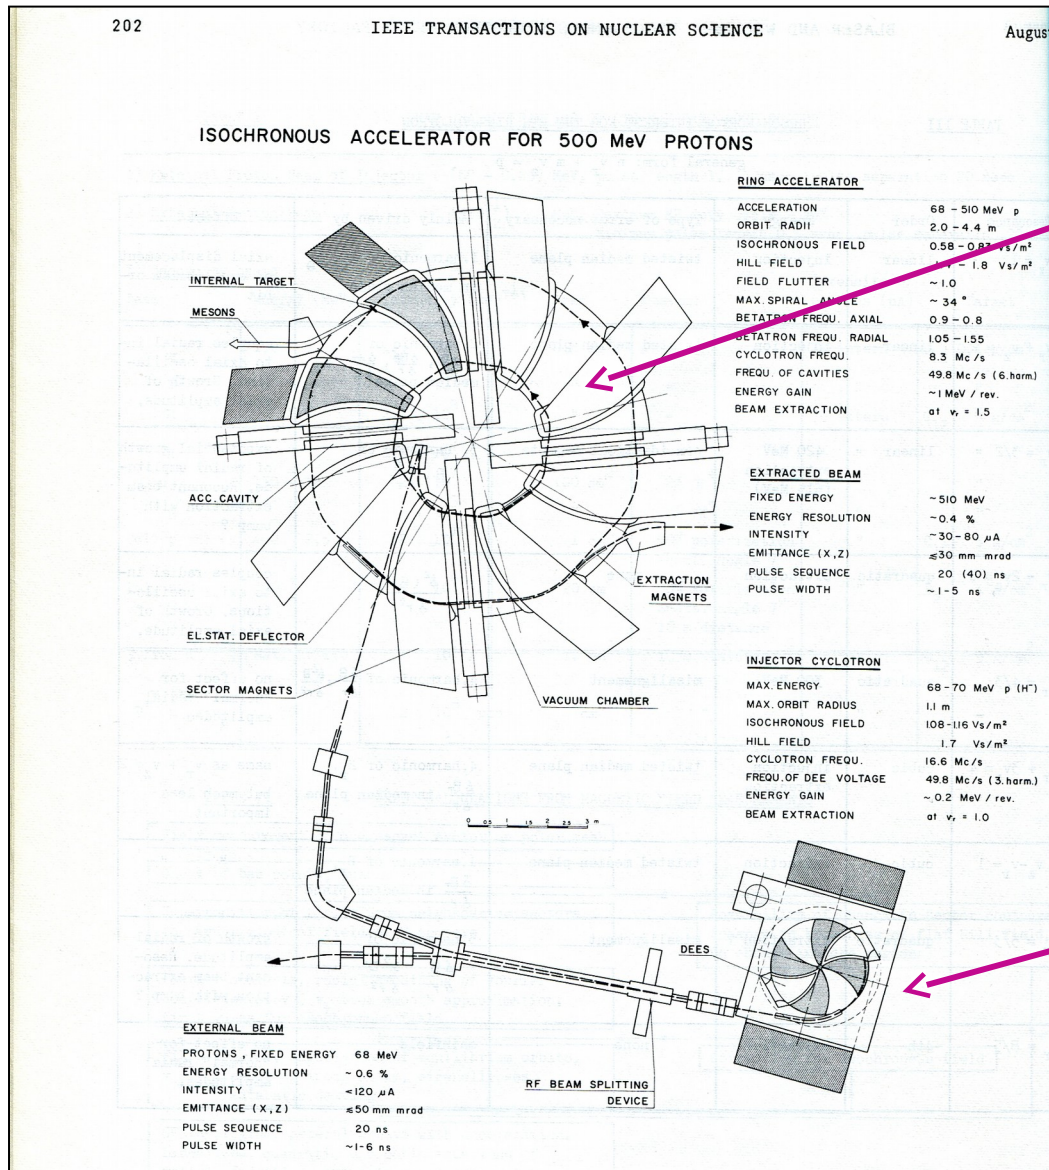 202
IEEE TRANSACTIONS ON NUCLEAR SCIENCE
August
ISOCHRONOUS ACCELERATOR FOR 500 MeV PROTONS
RING ACCELERATOR
ACCELERATION 68 – 510 MeV p
ORBIT RADII 2.0 – 4.4 m
ISOCHRONOUS FIELD 0.58 – 0.87 Vs/m²
HILL FIELD – 1.8 Vs/m²
FIELD FLUTTER ~ 1.0
MAX. SPIRAL ANGLE ~ 34°
BETATRON FREQU. AXIAL 0.9 – 0.8
BETATRON FREQU. RADIAL 1.05 – 1.55
CYCLOTRON FREQU. 8.3 Mc/s
FREQU. OF CAVITIES 49.8 Mc/s (6.harm.)
ENERGY GAIN ~1 MeV / rev.
BEAM EXTRACTION at νr = 1.5
INTERNAL TARGET
MESONS
ACC. CAVITY
EL.STAT. DEFLECTOR
SECTOR MAGNETS
EXTRACTION
MAGNETS
VACUUM CHAMBER
EXTRACTED BEAM
FIXED ENERGY ~510 MeV
ENERGY RESOLUTION ~0.4 %
INTENSITY ~30-80 μA
EMITTANCE (X,Z) ≲30 mm mrad
PULSE SEQUENCE 20 (40) ns
PULSE WIDTH ~1-5 ns
INJECTOR CYCLOTRON
MAX. ENERGY 68-70 MeV p (H⁻)
MAX. ORBIT RADIUS 1.1 m
ISOCHRONOUS FIELD 1.08-1.16 Vs/m²
HILL FIELD 1.7 Vs/m²
CYCLOTRON FREQU. 16.6 Mc/s
FREQU. OF DEE VOLTAGE 49.8 Mc/s (3.harm.)
ENERGY GAIN ~0.2 MeV / rev.
BEAM EXTRACTION at νr = 1.0
0 0.5 1 1.5 2 2.5 3 m
DEES
RF BEAM SPLITTING
DEVICE
EXTERNAL BEAM
PROTONS, FIXED ENERGY 68 MeV
ENERGY RESOLUTION ~ 0.6 %
INTENSITY <120 μA
EMITTANCE (X,Z) ≲50 mm mrad
PULSE SEQUENCE 20 ns
PULSE WIDTH ~1-6 ns